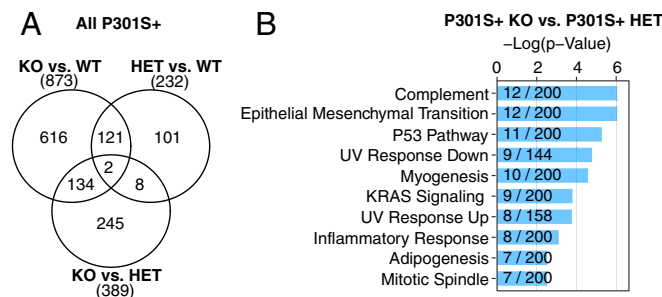 A
All P301S+
KO vs. WT
(873)
HET vs. WT
(232)
616
121
101
2
134
8
245
KO vs. HET
(389)
B
P301S+ KO vs. P301S+ HET
−Log(p−Value)
0 2 4 6
Complement 12 / 200
Epithelial Mesenchymal Transition 12 / 200
P53 Pathway 11 / 200
UV Response Down 9 / 144
Myogenesis 10 / 200
KRAS Signaling 9 / 200
UV Response Up 8 / 158
Inflammatory Response 8 / 200
Adipogenesis 7 / 200
Mitotic Spindle 7 / 200